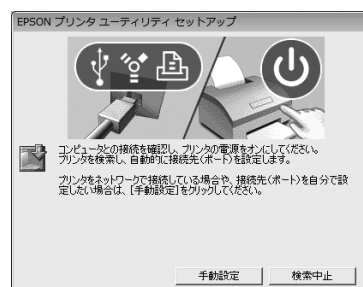 EPSON プリンタ ユーティリティ セットアップ
コンピュータとの接続を確認し、プリンタの電源をオンにしてください。
プリンタを検索し、自動的に接続先（ポート）を設定します。
プリンタをネットワークで接続している場合や、接続先（ポート）を自分で設
定したい場合は、[手動設定]をクリックしてください。
手動設定
検索中止